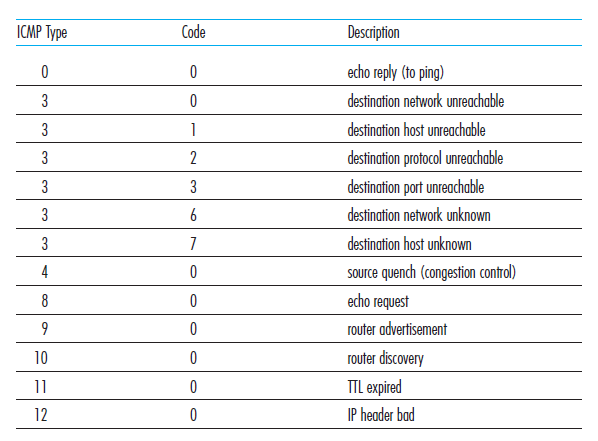 ICMP Type Code Description
0 0 echo reply (to ping)
3 0 destination network unreachable
3 1 destination host unreachable
3 2 destination protocol unreachable
3 3 destination port unreachable
3 6 destination network unknown
3 7 destination host unknown
4 0 source quench (congestion control)
8 0 echo request
9 0 router advertisement
10 0 router discovery
11 0 TTL expired
12 0 IP header bad